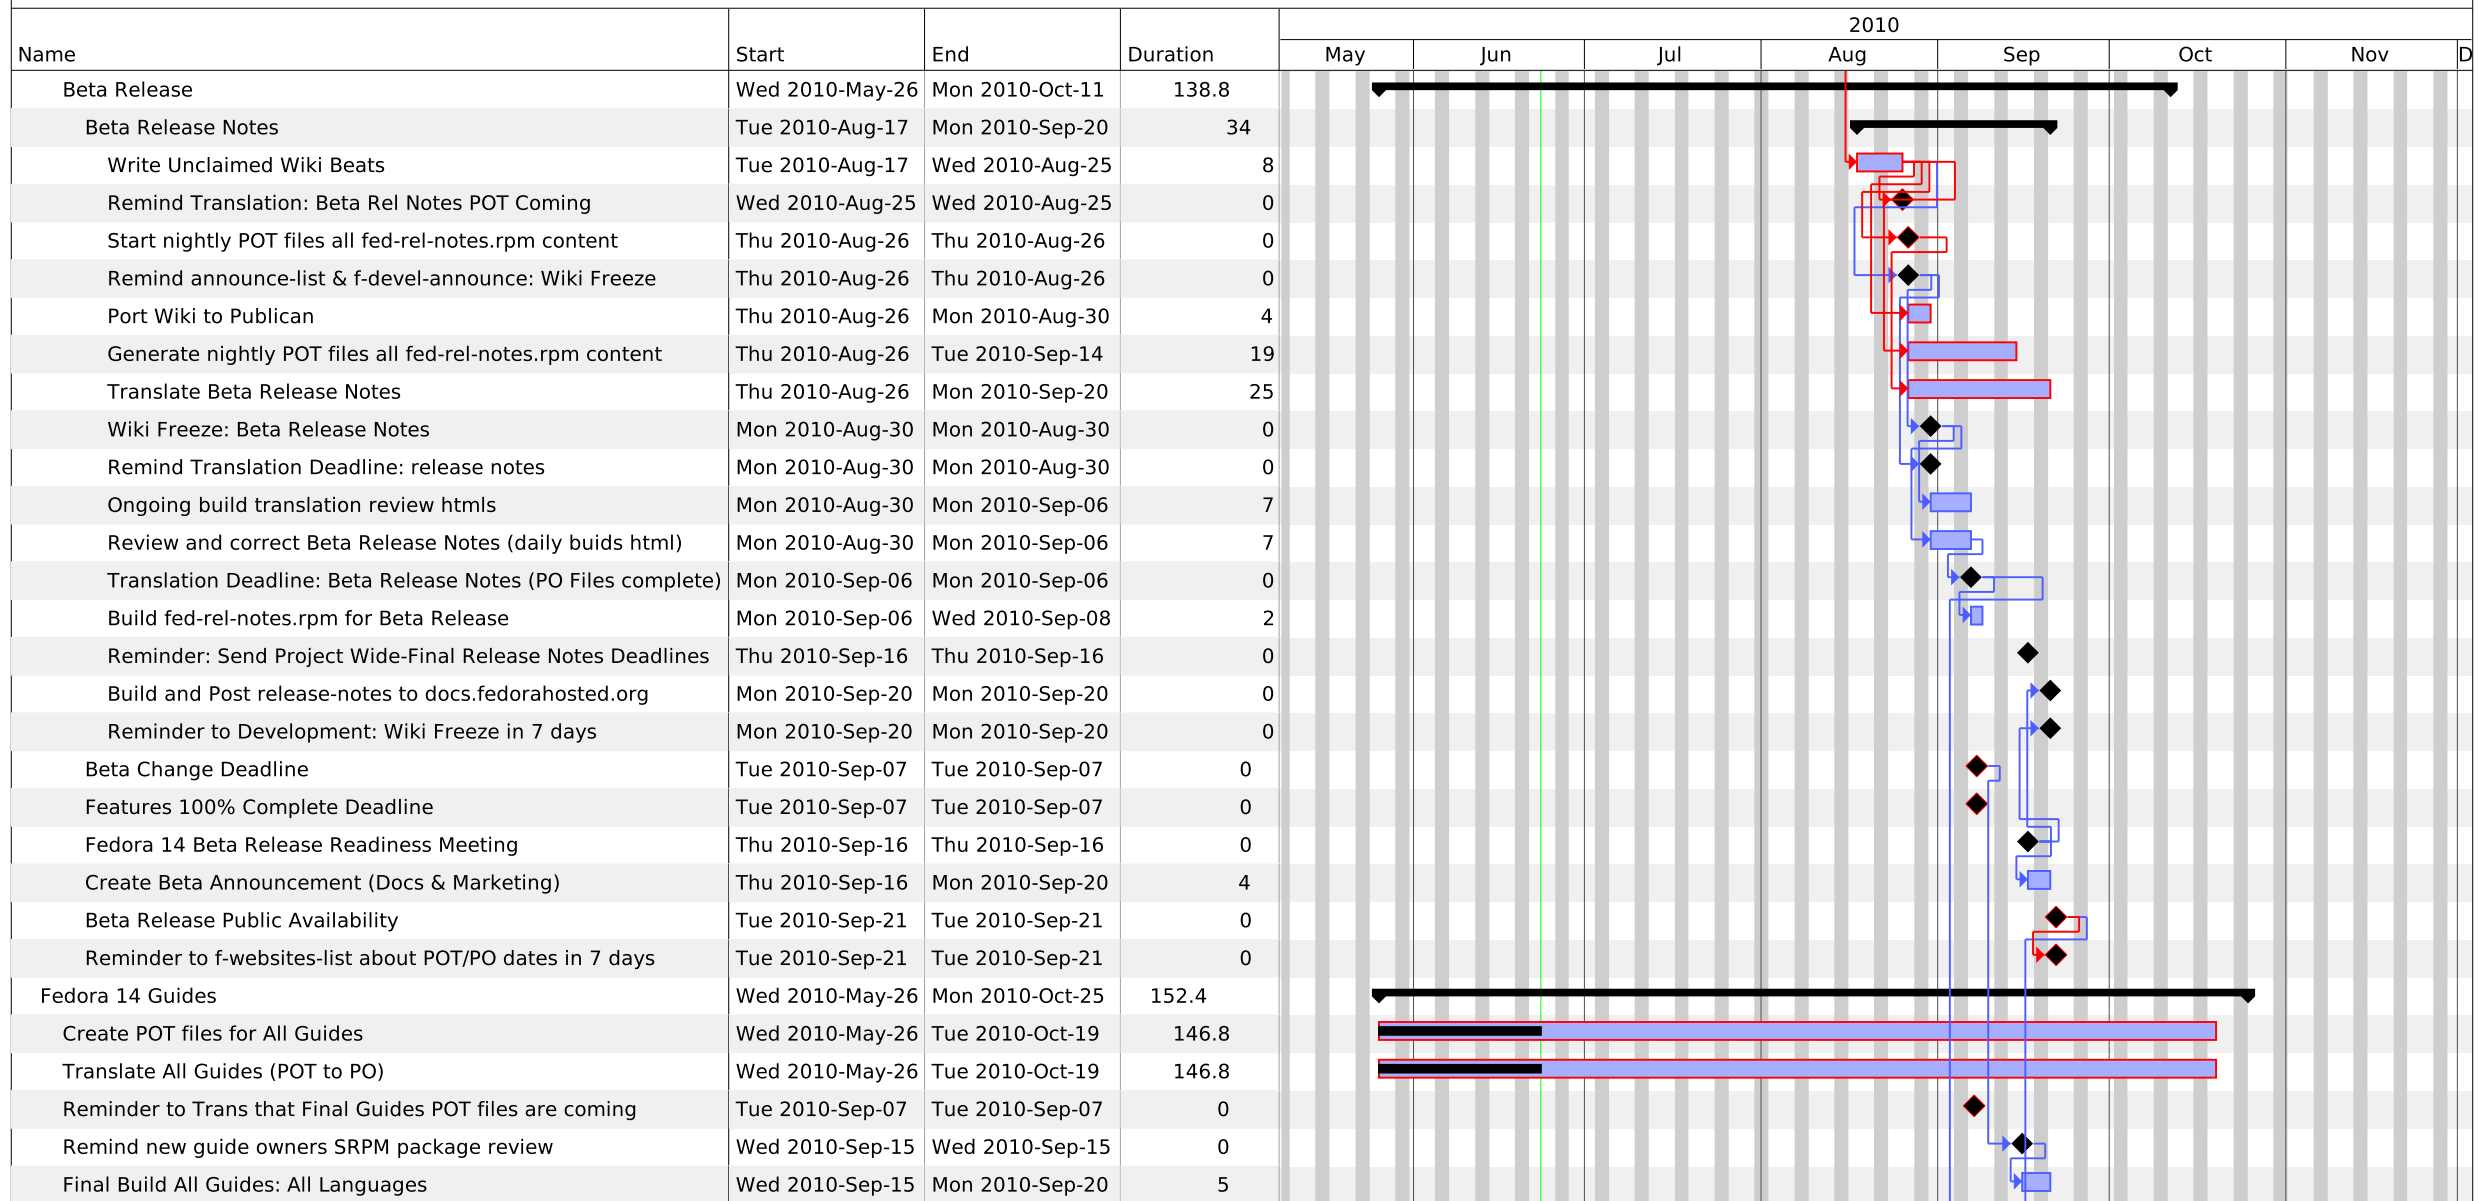 2010
Name Start End Duration May Jun Jul Aug Sep Oct Nov D
Beta Release Wed 2010-May-26 Mon 2010-Oct-11 138.8
Beta Release Notes Tue 2010-Aug-17 Mon 2010-Sep-20 34
Write Unclaimed Wiki Beats Tue 2010-Aug-17 Wed 2010-Aug-25 8
Remind Translation: Beta Rel Notes POT Coming Wed 2010-Aug-25 Wed 2010-Aug-25 0
Start nightly POT files all fed-rel-notes.rpm content Thu 2010-Aug-26 Thu 2010-Aug-26 0
Remind announce-list & f-devel-announce: Wiki Freeze Thu 2010-Aug-26 Thu 2010-Aug-26 0
Port Wiki to Publican Thu 2010-Aug-26 Mon 2010-Aug-30 4
Generate nightly POT files all fed-rel-notes.rpm content Thu 2010-Aug-26 Tue 2010-Sep-14 19
Translate Beta Release Notes Thu 2010-Aug-26 Mon 2010-Sep-20 25
Wiki Freeze: Beta Release Notes Mon 2010-Aug-30 Mon 2010-Aug-30 0
Remind Translation Deadline: release notes Mon 2010-Aug-30 Mon 2010-Aug-30 0
Ongoing build translation review htmls Mon 2010-Aug-30 Mon 2010-Sep-06 7
Review and correct Beta Release Notes (daily buids html) Mon 2010-Aug-30 Mon 2010-Sep-06 7
Translation Deadline: Beta Release Notes (PO Files complete) Mon 2010-Sep-06 Mon 2010-Sep-06 0
Build fed-rel-notes.rpm for Beta Release Mon 2010-Sep-06 Wed 2010-Sep-08 2
Reminder: Send Project Wide-Final Release Notes Deadlines Thu 2010-Sep-16 Thu 2010-Sep-16 0
Build and Post release-notes to docs.fedorahosted.org Mon 2010-Sep-20 Mon 2010-Sep-20 0
Reminder to Development: Wiki Freeze in 7 days Mon 2010-Sep-20 Mon 2010-Sep-20 0
Beta Change Deadline Tue 2010-Sep-07 Tue 2010-Sep-07 0
Features 100% Complete Deadline Tue 2010-Sep-07 Tue 2010-Sep-07 0
Fedora 14 Beta Release Readiness Meeting Thu 2010-Sep-16 Thu 2010-Sep-16 0
Create Beta Announcement (Docs & Marketing) Thu 2010-Sep-16 Mon 2010-Sep-20 4
Beta Release Public Availability Tue 2010-Sep-21 Tue 2010-Sep-21 0
Reminder to f-websites-list about POT/PO dates in 7 days Tue 2010-Sep-21 Tue 2010-Sep-21 0
Fedora 14 Guides Wed 2010-May-26 Mon 2010-Oct-25 152.4
Create POT files for All Guides Wed 2010-May-26 Tue 2010-Oct-19 146.8
Translate All Guides (POT to PO) Wed 2010-May-26 Tue 2010-Oct-19 146.8
Reminder to Trans that Final Guides POT files are coming Tue 2010-Sep-07 Tue 2010-Sep-07 0
Remind new guide owners SRPM package review Wed 2010-Sep-15 Wed 2010-Sep-15 0
Final Build All Guides: All Languages Wed 2010-Sep-15 Mon 2010-Sep-20 5